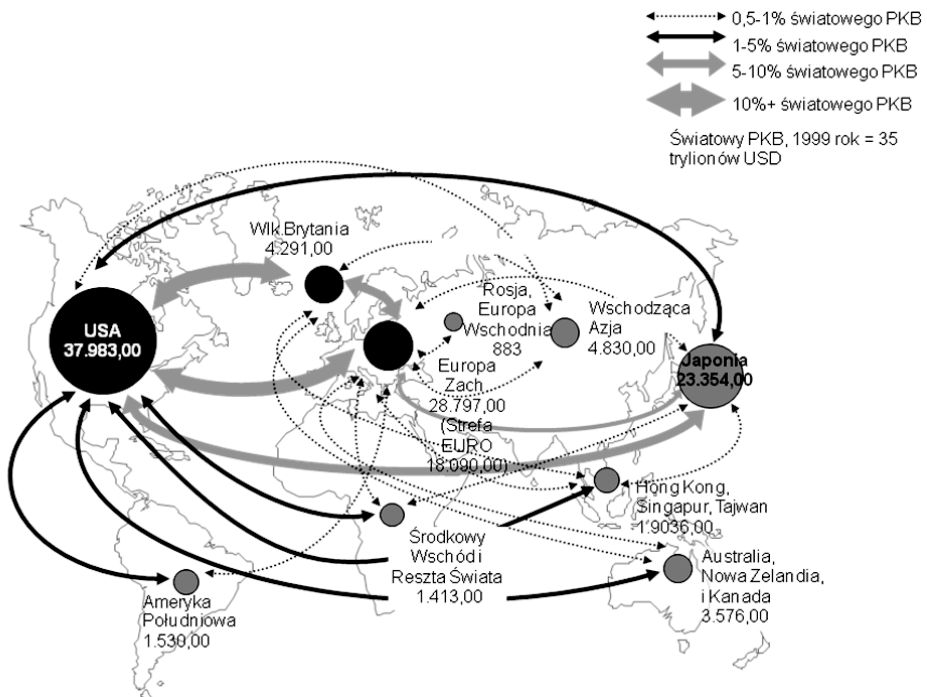 0,5-1% światowego PKB
1-5% światowego PKB
5-10% światowego PKB
10%+ światowego PKB
Światowy PKB, 1999 rok = 35
trylionów USD
Wlk.Brytania
4.291,00
USA
37.983,00
Rosja,
Europa
Wschodnia
883
Wschodząca
Azja
4.830,00
Japonia
23.354,00
Europa
Zach.
28.797,00
(Strefa
EURO
18.090,00)
Hong Kong,
Singapur, Tajwan
1.9036,00
Środkowy
Wschód i
Reszta Świata
1.413,00
Australia,
Nowa Zelandia,
i Kanada
3.576,00
Ameryka
Południowa
1.530,00